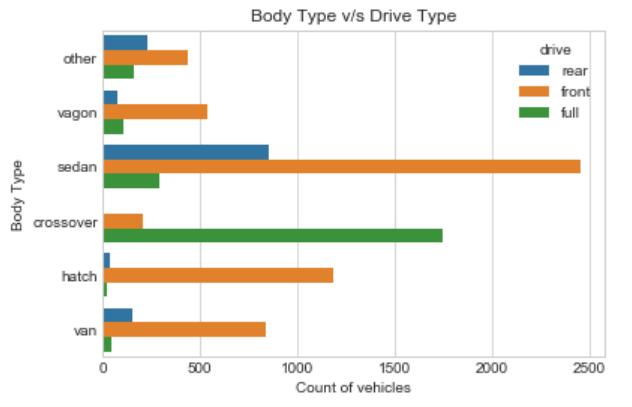 Body Type v/s Drive Type
drive
rear
front
full
Body Type
other
vagon
sedan
crossover
hatch
van
0 500 1000 1500 2000 2500
Count of vehicles